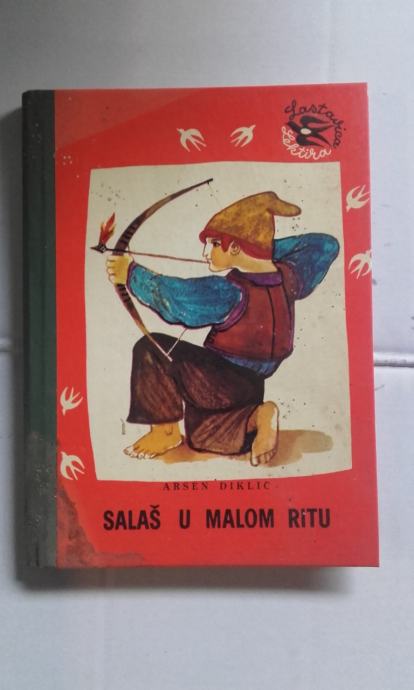 Lastavica
Lektira
ARSEN DIKLIĆ
SALAŠ U MALOM RITU